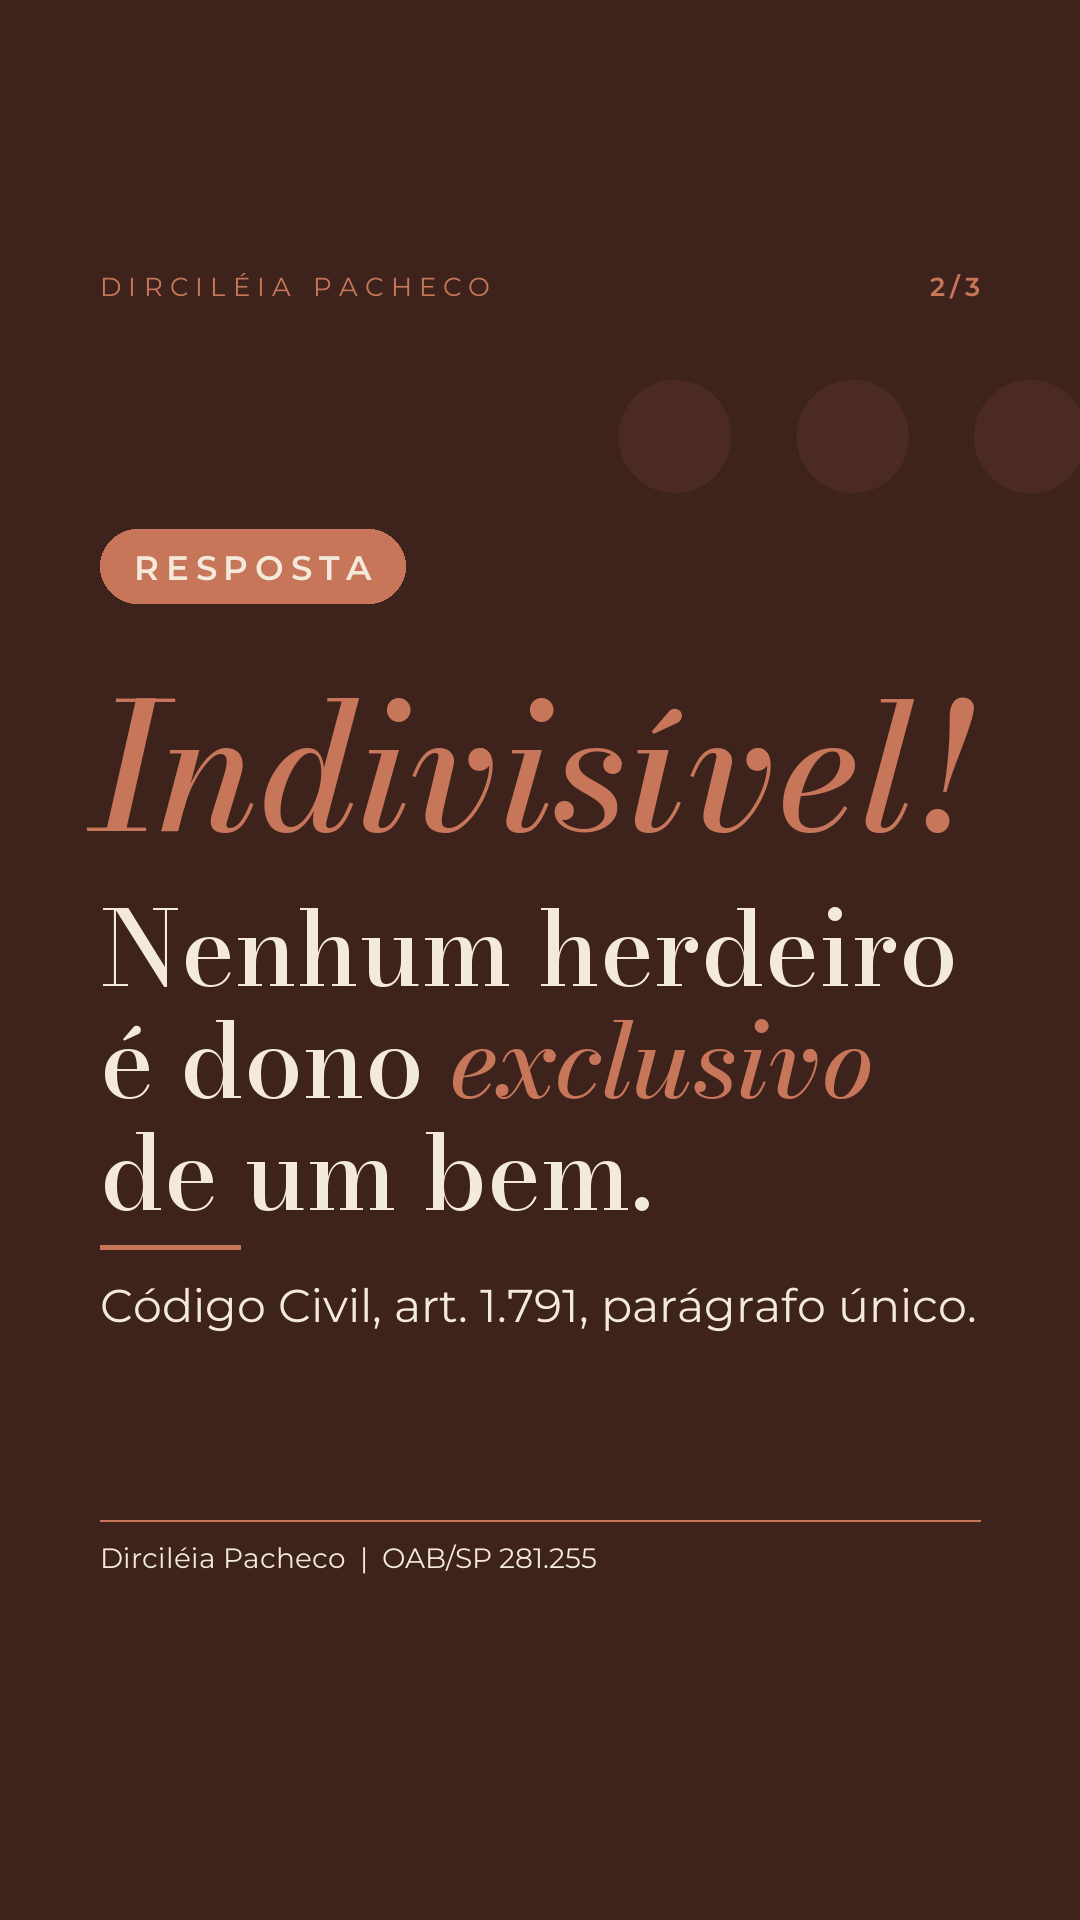 DIRCILÉIA PACHECO
2/3
RESPOSTA
Indivisível!
Nenhum herdeiro
é dono exclusivo
de um bem.
Código Civil, art. 1.791, parágrafo único.
Dirciléia Pacheco | OAB/SP 281.255